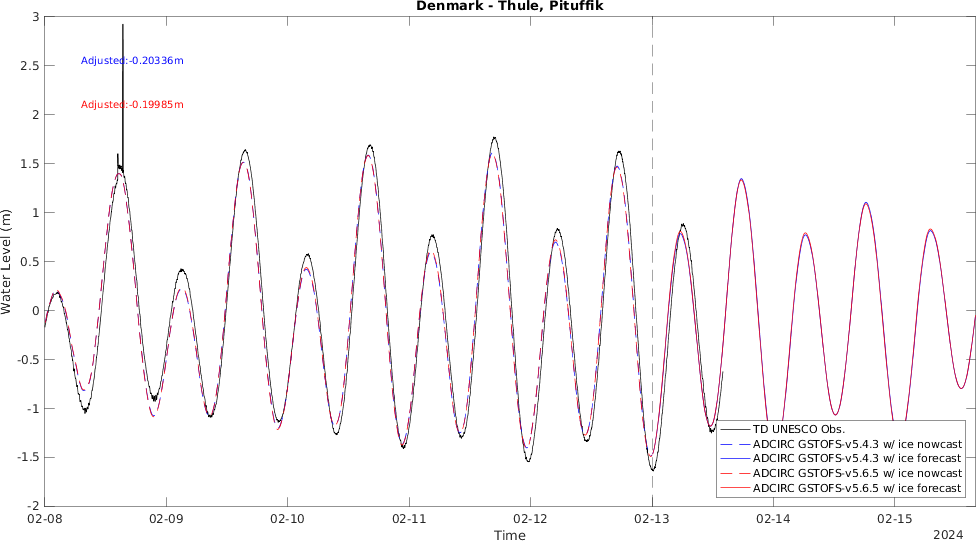 Denmark - Thule, Pituffik
3
2.5
2
1.5
1
0.5
0
-0.5
-1
-1.5
-2
Water Level (m)
Adjusted:-0.20336m
Adjusted:-0.19985m
TD UNESCO Obs.
ADCIRC GSTOFS-v5.4.3 w/ ice nowcast
ADCIRC GSTOFS-v5.4.3 w/ ice forecast
ADCIRC GSTOFS-v5.6.5 w/ ice nowcast
ADCIRC GSTOFS-v5.6.5 w/ ice forecast
02-08 02-09 02-10 02-11 02-12 02-13 02-14 02-15
Time
2024